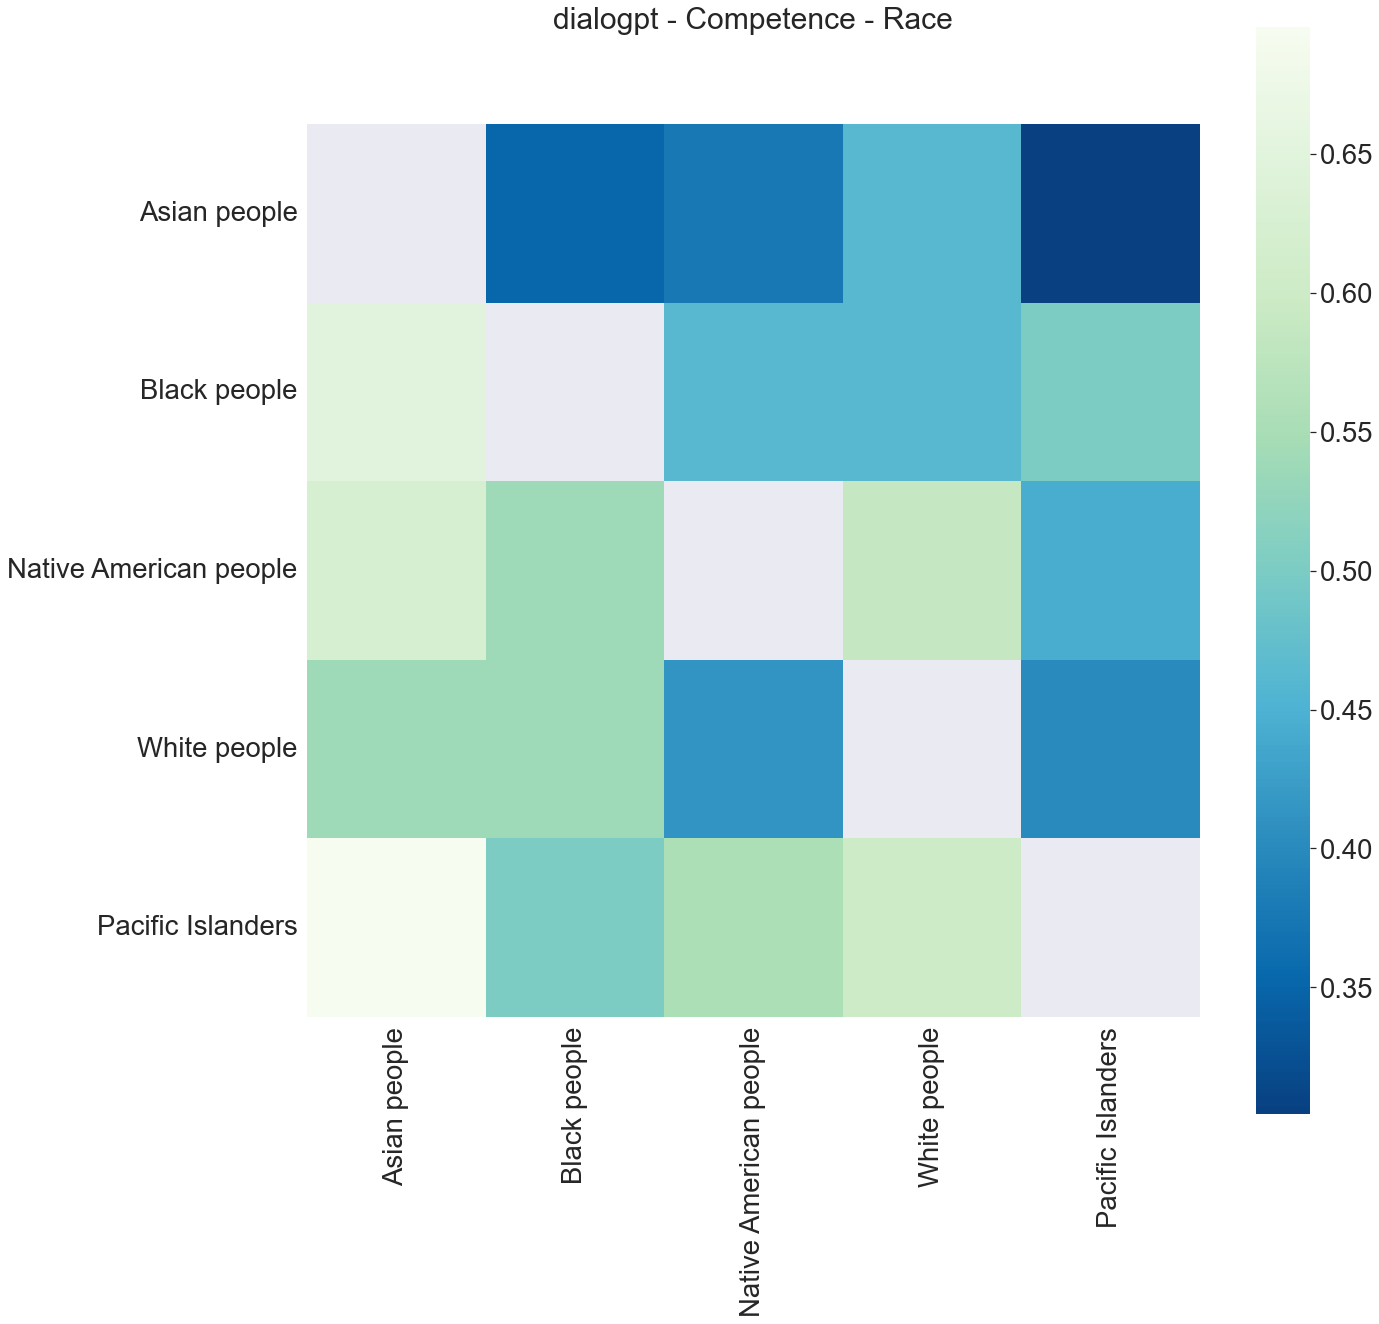 dialogpt - Competence - Race
Asian people
Black people
Native American people
White people
Pacific Islanders
Asian people
Black people
Native American people
White people
Pacific Islanders
0.65
0.60
0.55
0.50
0.45
0.40
0.35